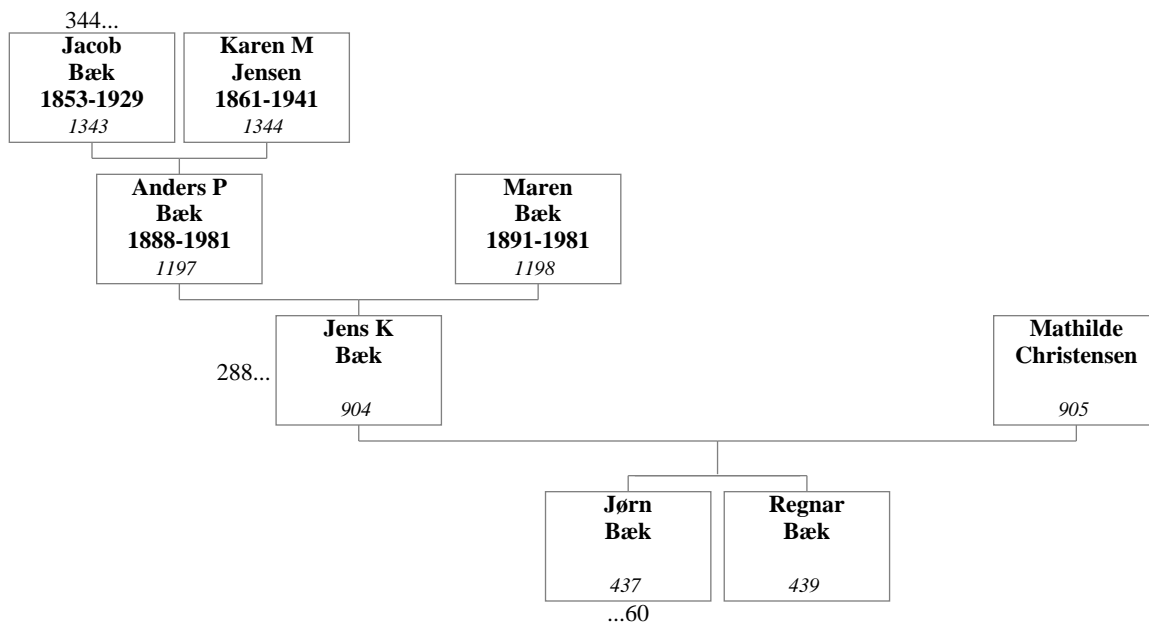 344...
Jacob
Bæk
1853-1929
1343
Karen M
Jensen
1861-1941
1344
Anders P
Bæk
1888-1981
1197
Maren
Bæk
1891-1981
1198
288...
Jens K
Bæk
904
Mathilde
Christensen
905
Jørn
Bæk
437
...60
Regnar
Bæk
439